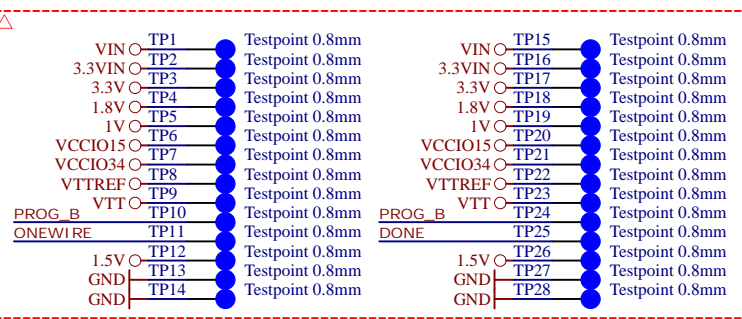 VIN TP1 Testpoint 0.8mm
3.3VIN TP2 Testpoint 0.8mm
3.3V TP3 Testpoint 0.8mm
1.8V TP4 Testpoint 0.8mm
1V TP5 Testpoint 0.8mm
VCCIO15 TP6 Testpoint 0.8mm
VCCIO34 TP7 Testpoint 0.8mm
VTTREF TP8 Testpoint 0.8mm
VTT TP9 Testpoint 0.8mm
PROG_B TP10 Testpoint 0.8mm
ONEWIRE TP11 Testpoint 0.8mm
1.5V TP12 Testpoint 0.8mm
GND TP13 Testpoint 0.8mm
GND TP14 Testpoint 0.8mm
VIN TP15 Testpoint 0.8mm
3.3VIN TP16 Testpoint 0.8mm
3.3V TP17 Testpoint 0.8mm
1.8V TP18 Testpoint 0.8mm
1V TP19 Testpoint 0.8mm
VCCIO15 TP20 Testpoint 0.8mm
VCCIO34 TP21 Testpoint 0.8mm
VTTREF TP22 Testpoint 0.8mm
VTT TP23 Testpoint 0.8mm
PROG_B TP24 Testpoint 0.8mm
DONE TP25 Testpoint 0.8mm
1.5V TP26 Testpoint 0.8mm
GND TP27 Testpoint 0.8mm
GND TP28 Testpoint 0.8mm